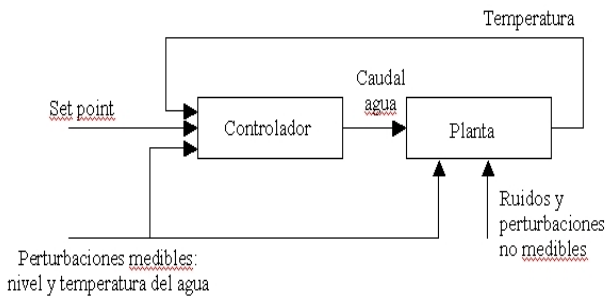 Temperatura
Caudal
agua
Set point
Controlador
Planta
Ruidos y
perturbaciones
no medibles
Perturbaciones medibles:
nivel y temperatura del agua